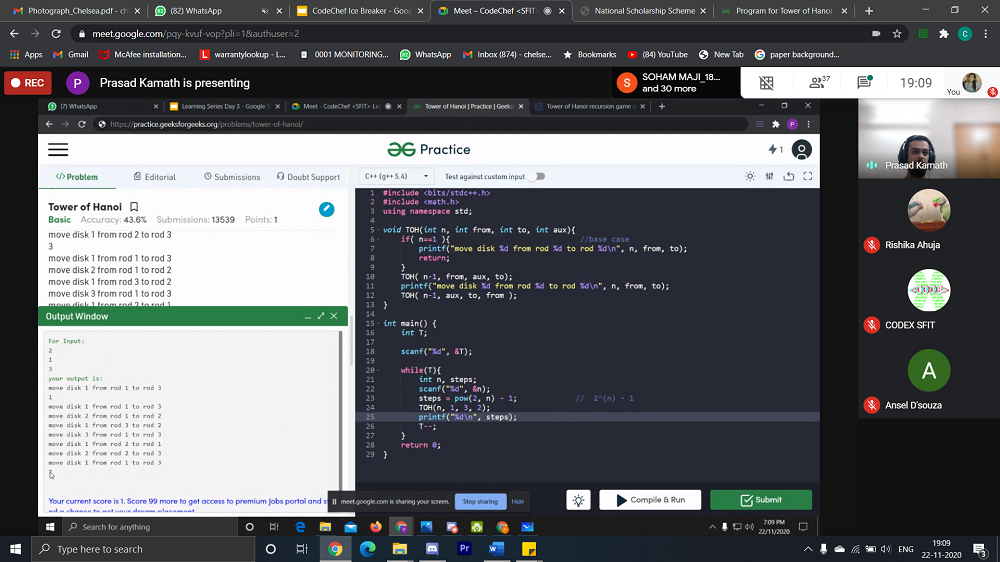 Photograph_Chelsea.pdf - ch
(82) WhatsApp
CodeChef Ice Breaker - Goog
Meet – CodeChef <SFIT>
National Scholarship Scheme
Program for Tower of Hanoi
meet.google.com/pqy-kvuf-vop?pli=1&authuser=2
Apps
Gmail
McAfee installation...
warrantylookup - W...
0001 MONITORING...
WhatsApp
Inbox (874) - chelse...
Bookmarks
(84) YouTube
New Tab
paper background...
REC
P
Prasad Kamath is presenting
S
SOHAM MAJI_18...
and 30 more
37
19:09
You
(7) WhatsApp
Learning Series Day 3 - Google S
Meet - CodeChef <SFIT> Le
Tower of Hanoi | Practice | Geeks
Tower of Hanoi recursion game a
https://practice.geeksforgeeks.org/problems/tower-of-hanoi/
Practice
1
Problem
Editorial
Submissions
Doubt Support
C++ (g++ 5.4)
Test against custom input
Tower of Hanoi
Basic Accuracy: 43.6% Submissions: 13539 Points: 1
move disk 1 from rod 2 to rod 3
3
move disk 1 from rod 1 to rod 3
move disk 2 from rod 1 to rod 2
move disk 1 from rod 3 to rod 2
move disk 3 from rod 1 to rod 3
move disk 1 from rod 2 to rod 1
Output Window
For Input:
2
1
3
your output is:
move disk 1 from rod 1 to rod 3
1
move disk 1 from rod 1 to rod 3
move disk 2 from rod 1 to rod 2
move disk 1 from rod 3 to rod 2
move disk 3 from rod 1 to rod 3
move disk 1 from rod 2 to rod 1
move disk 2 from rod 2 to rod 3
move disk 1 from rod 1 to rod 3
Your current score is 1. Score 99 more to get access to premium Jobs portal and st
nd a chance to get your dream placement.
1 #include <bits/stdc++.h>
2 #include <math.h>
3 using namespace std;
4
5 void TOH(int n, int from, int to, int aux){
6 if( n==1 ){ //base case
7 printf("move disk %d from rod %d to rod %d\n", n, from, to);
8 return;
9 }
10 TOH( n-1, from, aux, to);
11 printf("move disk %d from rod %d to rod %d\n", n, from, to);
12 TOH( n-1, aux, to, from );
13 }
14
15 int main() {
16 int T;
17
18 scanf("%d", &T);
19
20 while(T){
21 int n, steps;
22 scanf("%d", &n);
23 steps = pow(2, n) - 1; // 2^(n) - 1
24 TOH(n, 1, 3, 2);
25 printf("%d\n", steps);
26 T--;
27 }
28 return 0;
29 }
meet.google.com is sharing your screen.
Stop sharing
Hide
Compile & Run
Submit
Search for anything
7:09 PM
22/11/2020
Prasad Kamath
Rishika Ahuja
CODEX SFIT
A
Ansel D'souza
Type here to search
ENG
19:09
22-11-2020
3